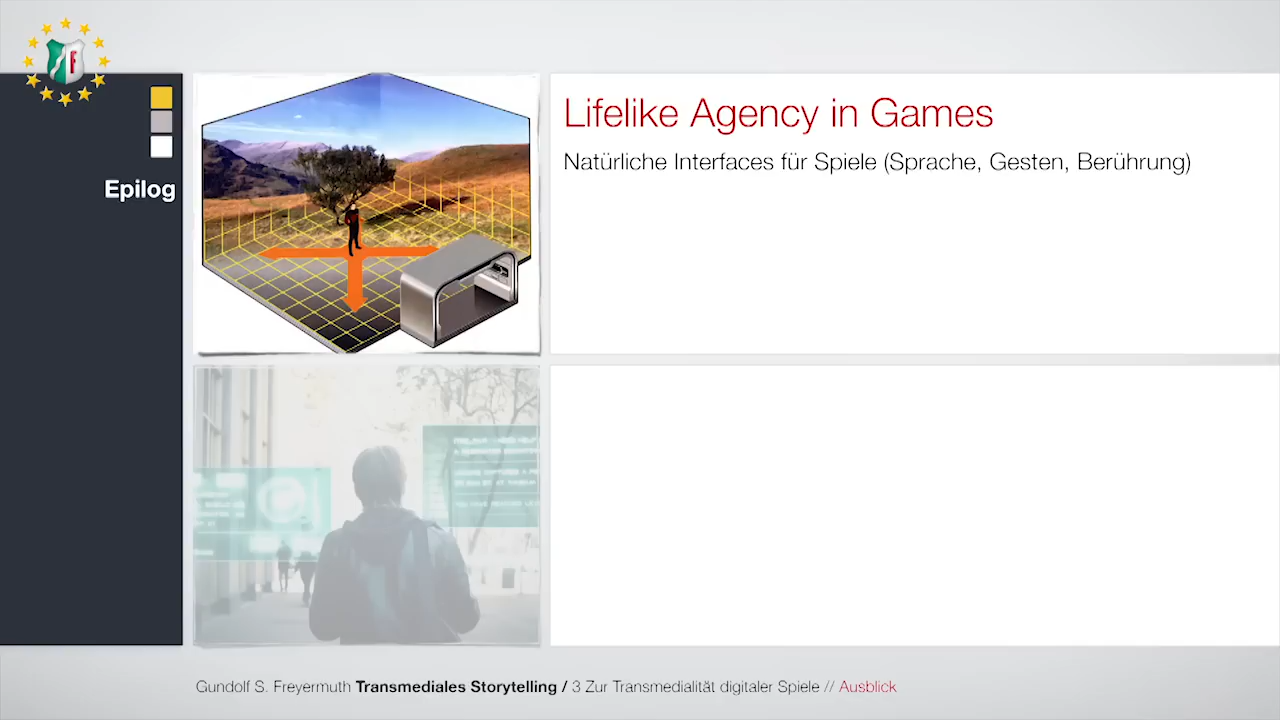 F
Epilog
Lifelike Agency in Games
Natürliche Interfaces für Spiele (Sprache, Gesten, Berührung)
Gundolf S. Freyermuth Transmediales Storytelling / 3 Zur Transmedialität digitaler Spiele // Ausblick